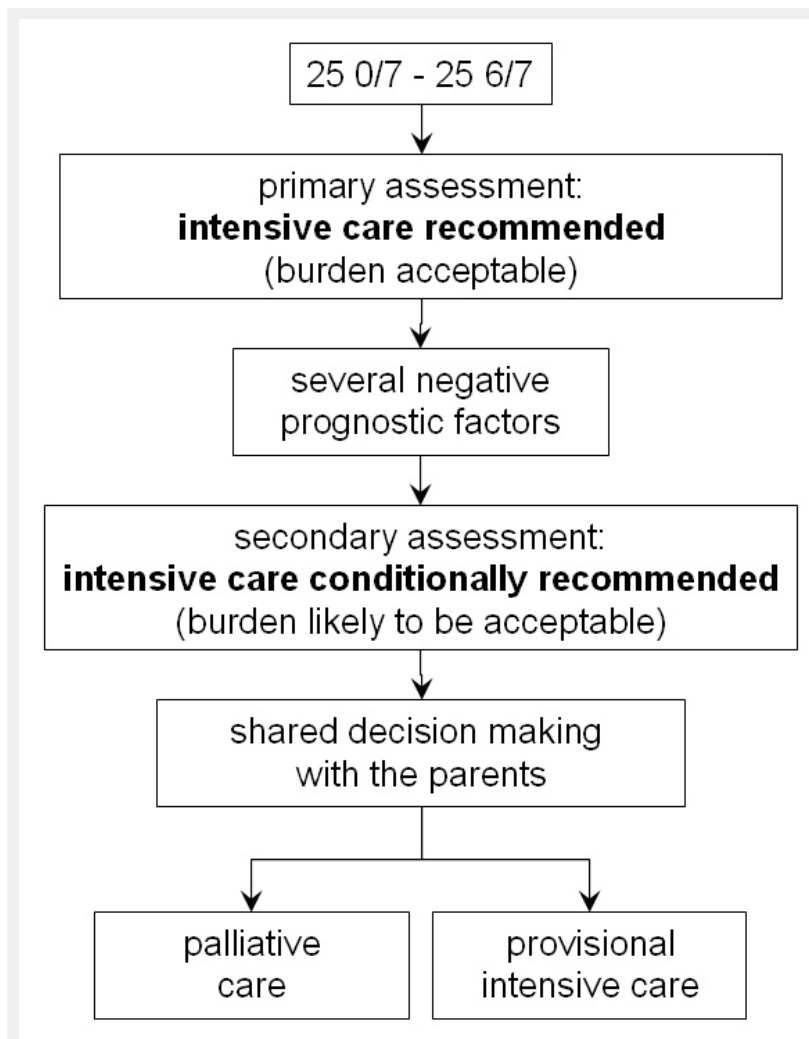 25 0/7 - 25 6/7
primary assessment:
intensive care recommended
(burden acceptable)
several negative
prognostic factors
secondary assessment:
intensive care conditionally recommended
(burden likely to be acceptable)
shared decision making
with the parents
palliative
care
provisional
intensive care